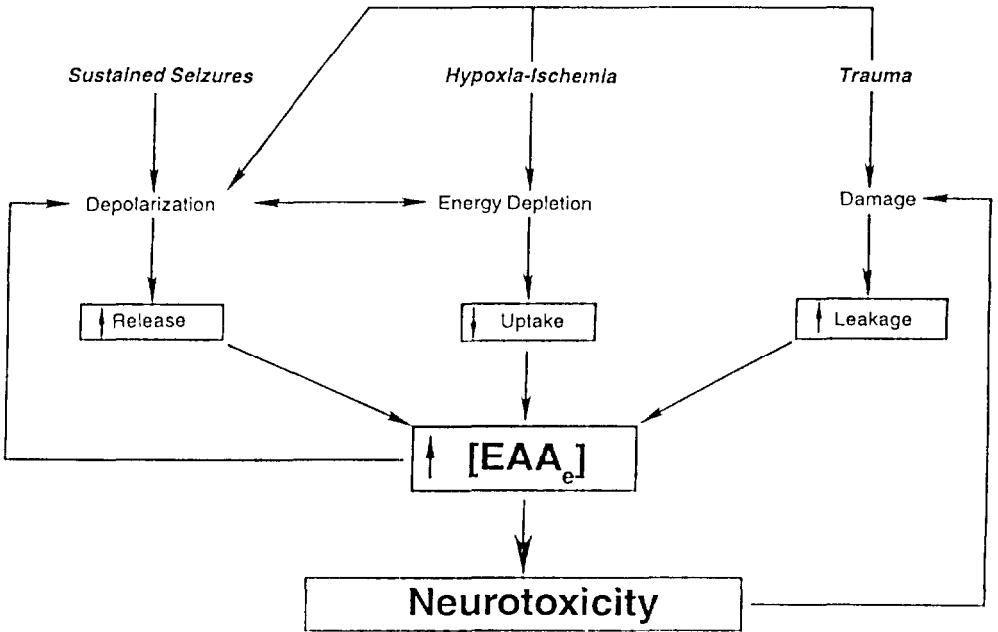 Sustained Seizures
Hypoxia-Ischemia
Trauma
Depolarization
Energy Depletion
Damage
↑ Release
↓ Uptake
↑ Leakage
↑ [EAAe]
Neurotoxicity